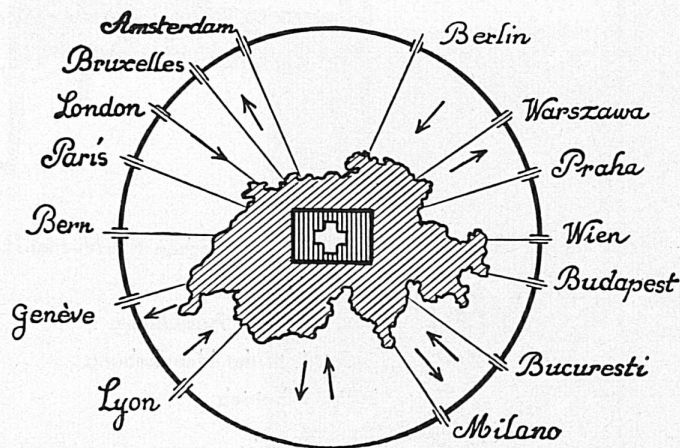 Amsterdam
Bruxelles
London
Paris
Bern
Genève
Lyon
Berlin
Warszawa
Praha
Wien
Budapest
Bucuresti
Milano